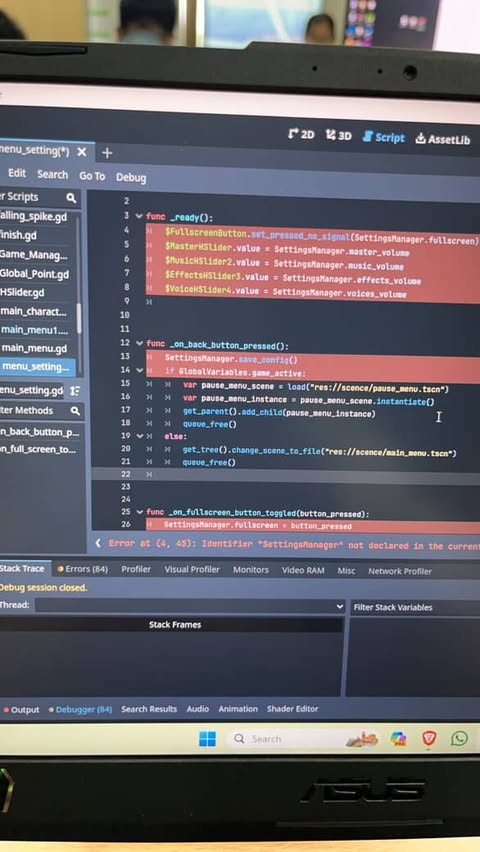 2D 3D Script AssetLib
menu_setting(*) × +
Edit Search Go To Debug
Scripts
alling_spike.gd
inish.gd
Game_Manag...
Global_Point.gd
HSlider.gd
main_charact...
main_menu1....
main_menu.gd
menu_setting...
enu_setting.gd
Methods
n_back_button_p...
n_full_screen_to...
2
3 func _ready():
4 $FullscreenButton.set_pressed_no_signal(SettingsManager.fullscreen)
5 $MasterHSlider.value = SettingsManager.master_volume
6 $MusicHSlider2.value = SettingsManager.music_volume
7 $EffectsHSlider3.value = SettingsManager.effects_volume
8 $VoiceHSlider4.value = SettingsManager.voices_volume
9
10
11
12 func _on_back_button_pressed():
13 SettingsManager.save_config()
14 if GlobalVariables.game_active:
15 var pause_menu_scene = load("res://scence/pause_menu.tscn")
16 var pause_menu_instance = pause_menu_scene.instantiate()
17 get_parent().add_child(pause_menu_instance)
18 queue_free()
19 else:
20 get_tree().change_scene_to_file("res://scence/main_menu.tscn")
21 queue_free()
22
23
24
25 func _on_fullscreen_button_toggled(button_pressed):
26 SettingsManager.fullscreen = button_pressed
Error at (4, 45): Identifier "SettingsManager" not declared in the current
Stack Trace Errors (84) Profiler Visual Profiler Monitors Video RAM Misc Network Profiler
Debug session closed.
Thread: Filter Stack Variables
Stack Frames
Output Debugger (84) Search Results Audio Animation Shader Editor
Search
ASUS